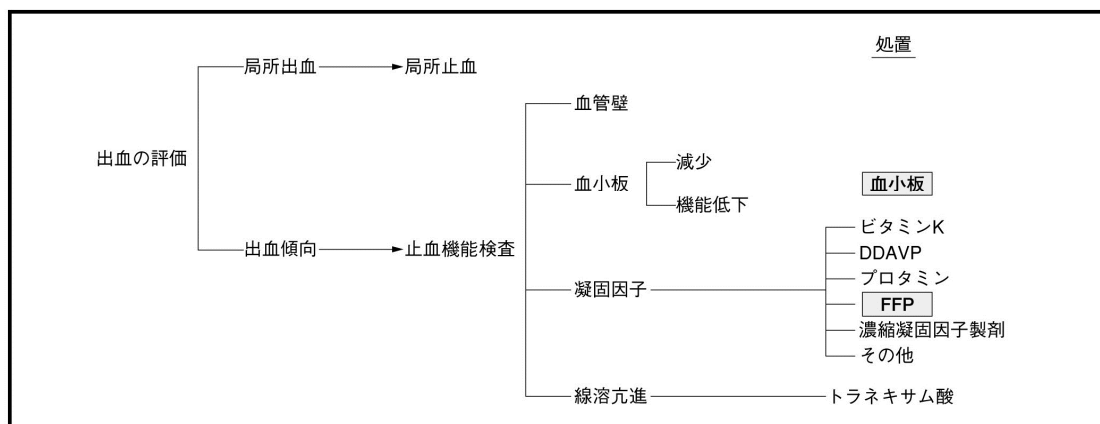 処置
局所出血
局所止血
血管壁
出血の評価
減少
血小板
血小板
機能低下
ビタミンK
出血傾向
止血機能検査
DDAVP
プロタミン
凝固因子
FFP
濃縮凝固因子製剤
その他
線溶亢進
トラネキサム酸